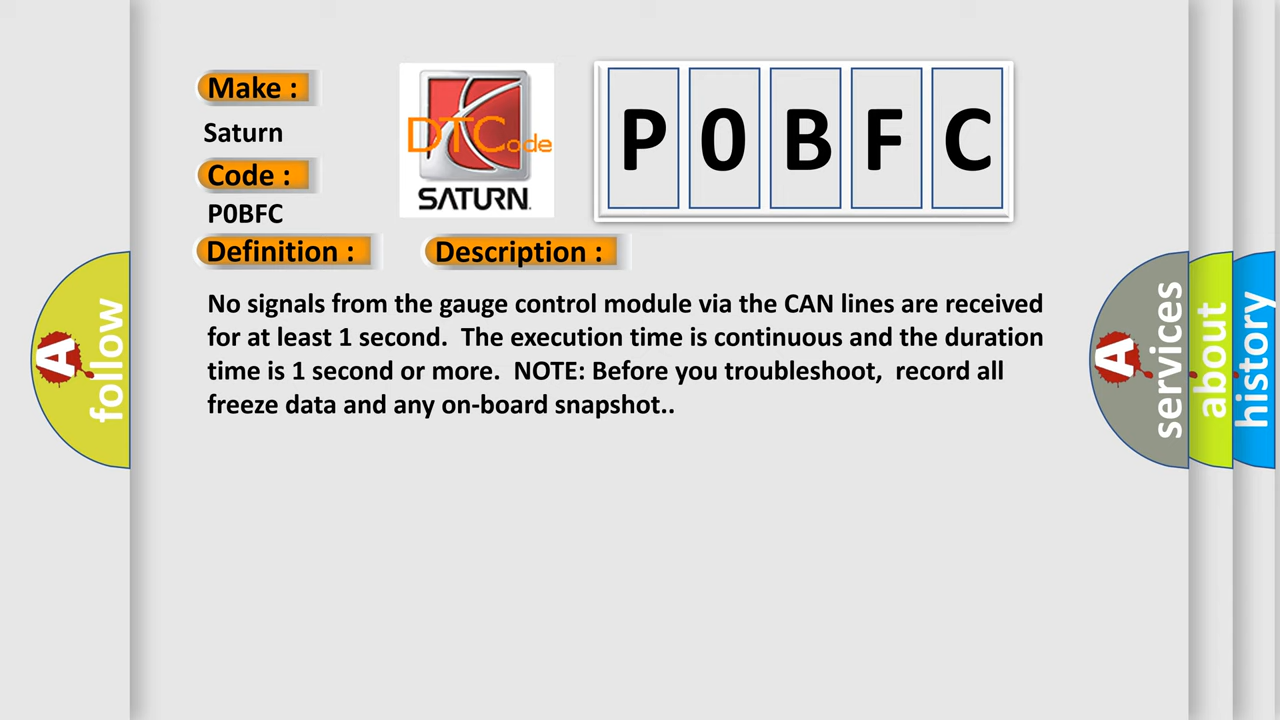 Make :
Saturn
Code :
P0BFC
Definition :
Description :
DTCode
SATURN
P 0 B F C
No signals from the gauge control module via the CAN lines are received
for at least 1 second  The execution time is continuous and the duration
time is 1 second or more  NOTE: Before you troubleshoot,  record all
freeze data and any on-board snapshot..
A
follow
A
services
about
history